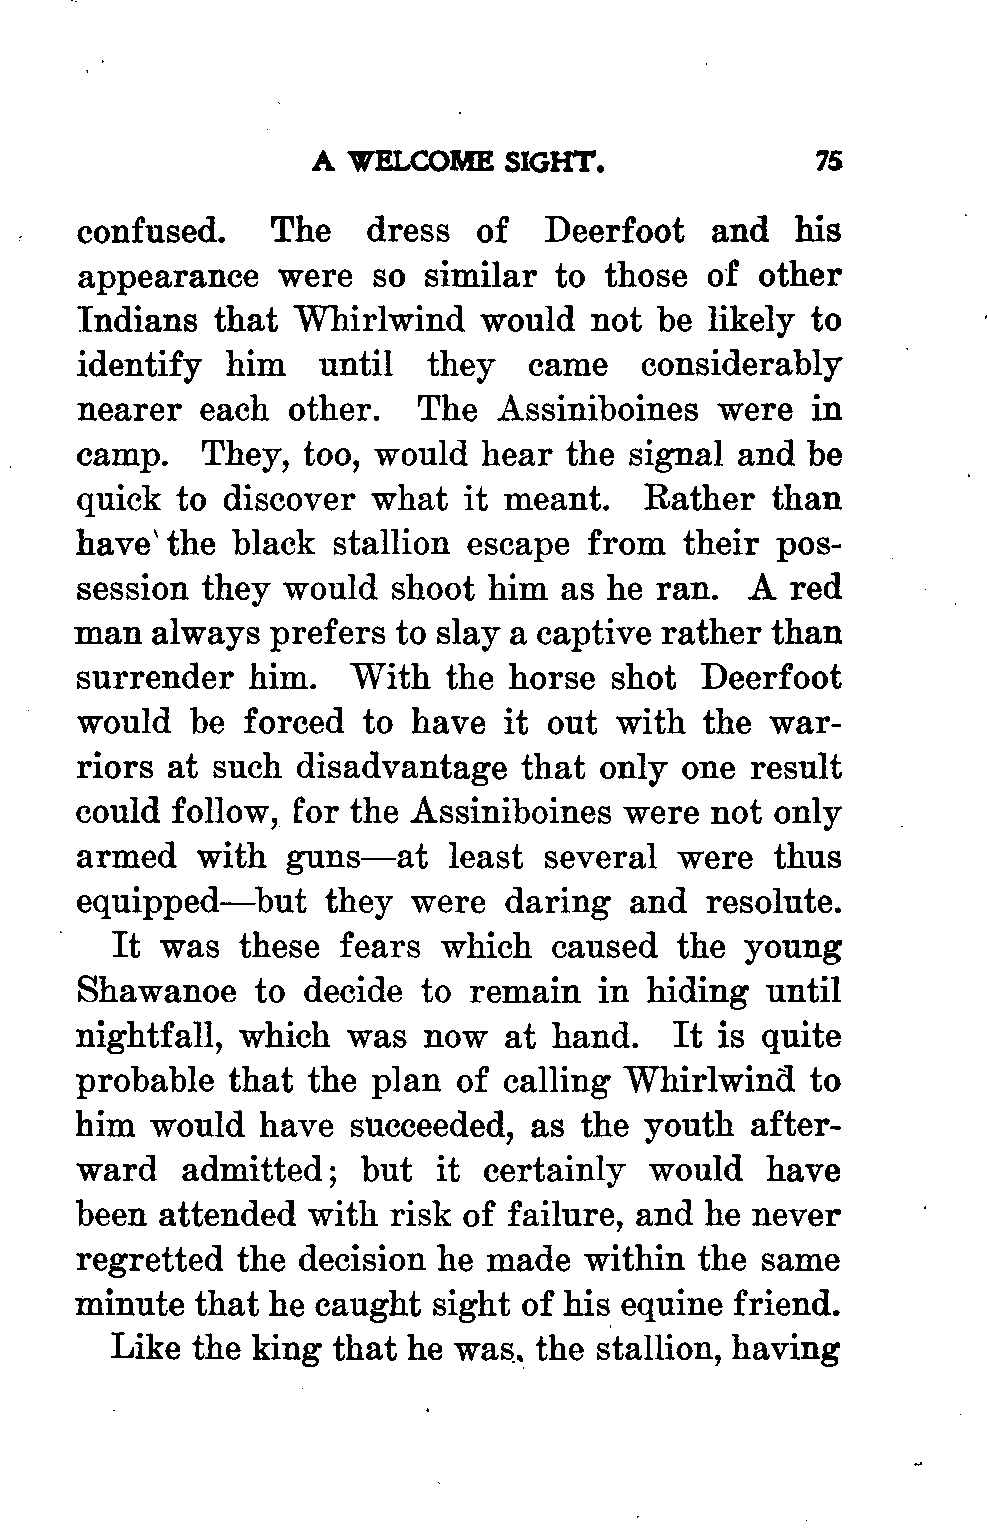 A WELCOME SIGHT. 75
confused. The dress of Deerfoot and his
appearance were so similar to those of other
Indians that Whirlwind would not be likely to
identify him until they came considerably
nearer each other. The Assiniboines were in
camp. They, too, would hear the signal and be
quick to discover what it meant. Rather than
have the black stallion escape from their pos-
session they would shoot him as he ran. A red
man always prefers to slay a captive rather than
surrender him. With the horse shot Deerfoot
would be forced to have it out with the war-
riors at such disadvantage that only one result
could follow, for the Assiniboines were not only
armed with guns—at least several were thus
equipped—but they were daring and resolute.
It was these fears which caused the young
Shawanoe to decide to remain in hiding until
nightfall, which was now at hand. It is quite
probable that the plan of calling Whirlwind to
him would have succeeded, as the youth after-
ward admitted; but it certainly would have
been attended with risk of failure, and he never
regretted the decision he made within the same
minute that he caught sight of his equine friend.
Like the king that he was, the stallion, having